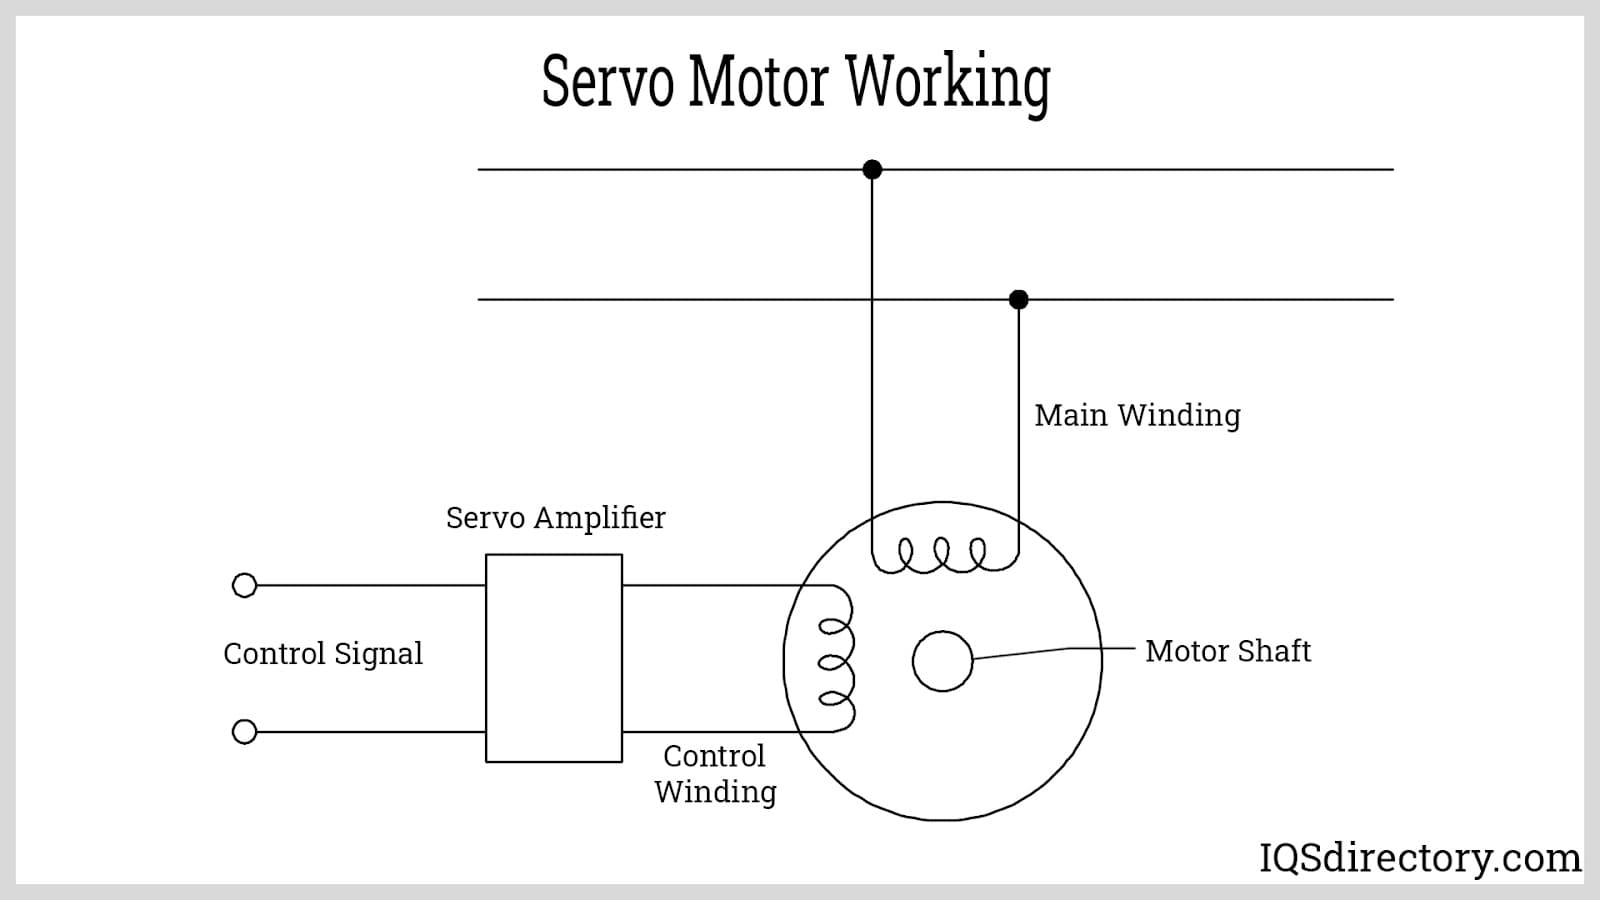 Servo Motor Working
Main Winding
Servo Amplifier
Control Signal
Motor Shaft
Control
Winding
IQSdirectory.com